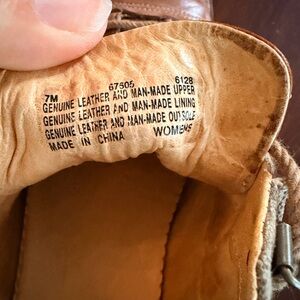 7M 67505 6128
GENUINE LEATHER AND MAN-MADE UPPER
GENUINE LEATHER AND MAN-MADE LINING
GENUINE LEATHER AND MAN-MADE OUTSOLE
MADE IN CHINA WOMENS